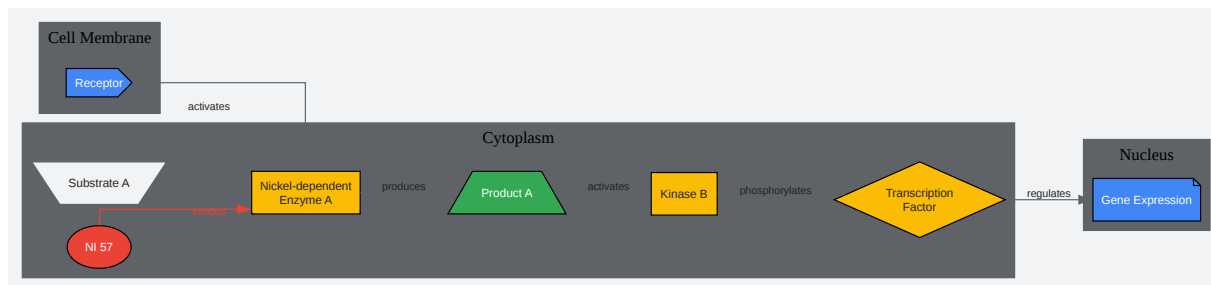 Cell Membrane
Receptor
activates
Cytoplasm
Substrate A
Nickel-dependent
Enzyme A
produces
Product A
activates
Kinase B
phosphorylates
Transcription
Factor
regulates
Nucleus
Gene Expression
inhibits
NI 57